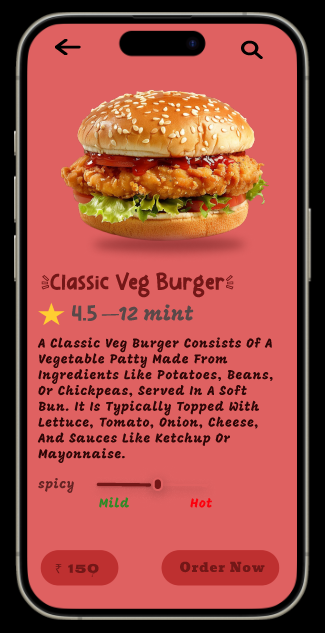 Classic Veg Burger
4.5 —12 mint
A Classic Veg Burger Consists Of A
Vegetable Patty Made From
Ingredients Like Potatoes, Beans,
Or Chickpeas, Served In A Soft
Bun. It Is Typically Topped With
Lettuce, Tomato, Onion, Cheese,
And Sauces Like Ketchup Or
Mayonnaise.
spicy
Mild Hot
₹ 150 Order Now